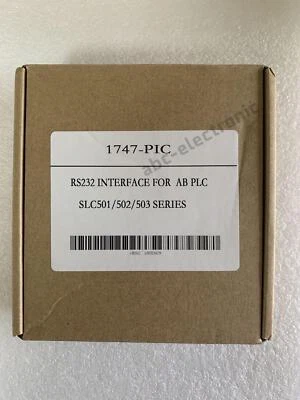 1747-PIC
abc-electronic
RS232 INTERFACE FOR AB PLC
SLC501/502/503 SERIES